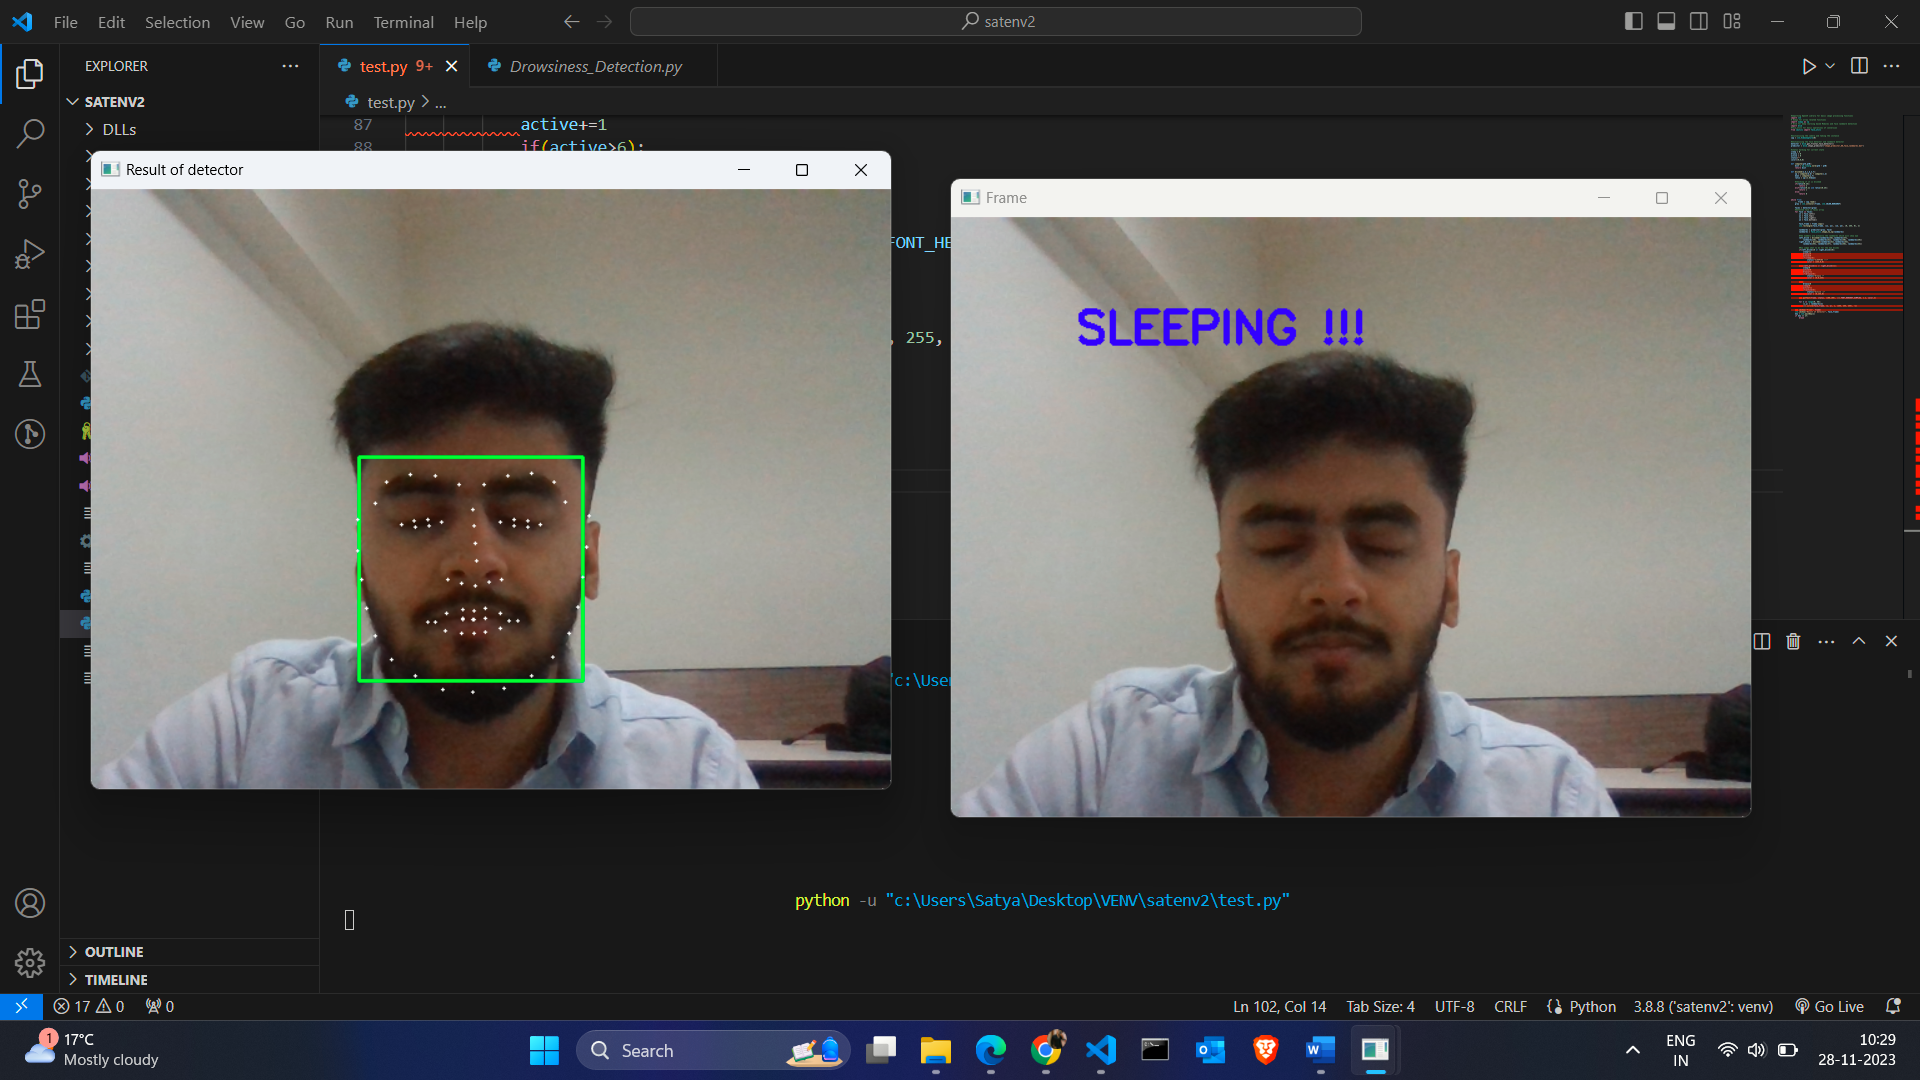 File Edit Selection View Go Run Terminal Help
satenv2
EXPLORER
test.py 9+
Drowsiness_Detection.py
SATENV2
test.py > ...
DLLs
87 active+=1
88 if(active>6):
Result of detector
Frame
FONT_HE
, 255,
SLEEPING !!!
"c:\User
python -u "c:\Users\Satya\Desktop\VENV\satenv2\test.py"
OUTLINE
TIMELINE
17 0 0
Ln 102, Col 14 Tab Size: 4 UTF-8 CRLF Python 3.8.8 ('satenv2': venv) Go Live
1
17°C
Mostly cloudy
Search
ENG
IN
10:29
28-11-2023